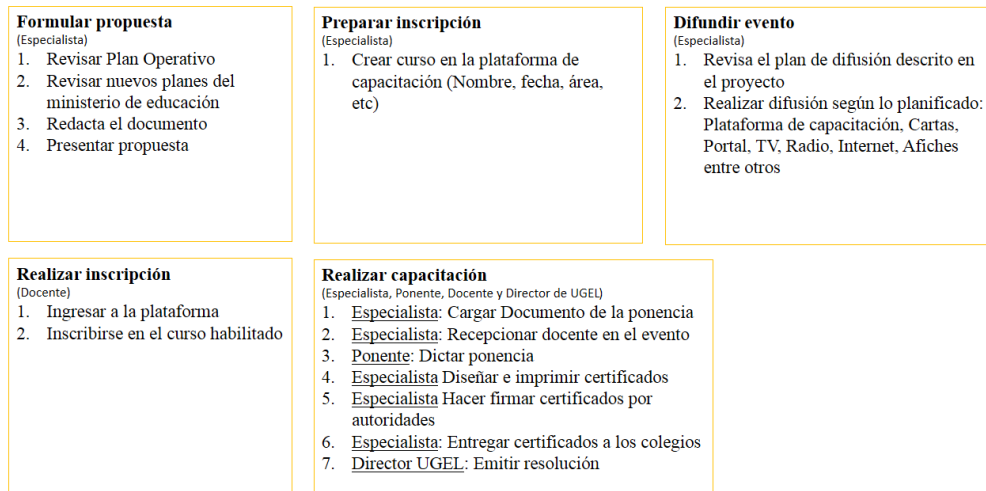 Formular propuesta
(Especialista)
1. Revisar Plan Operativo
2. Revisar nuevos planes del
ministerio de educación
3. Redacta el documento
4. Presentar propuesta
Preparar inscripción
(Especialista)
1. Crear curso en la plataforma de
capacitación (Nombre, fecha, área,
etc)
Difundir evento
(Especialista)
1. Revisa el plan de difusión descrito en
el proyecto
2. Realizar difusión según lo planificado:
Plataforma de capacitación, Cartas,
Portal, TV, Radio, Internet, Afiches
entre otros
Realizar inscripción
(Docente)
1. Ingresar a la plataforma
2. Inscribirse en el curso habilitado
Realizar capacitación
(Especialista, Ponente, Docente y Director de UGEL)
1. Especialista: Cargar Documento de la ponencia
2. Especialista: Recepcionar docente en el evento
3. Ponente: Dictar ponencia
4. Especialista Diseñar e imprimir certificados
5. Especialista Hacer firmar certificados por
autoridades
6. Especialista: Entregar certificados a los colegios
7. Director UGEL: Emitir resolución